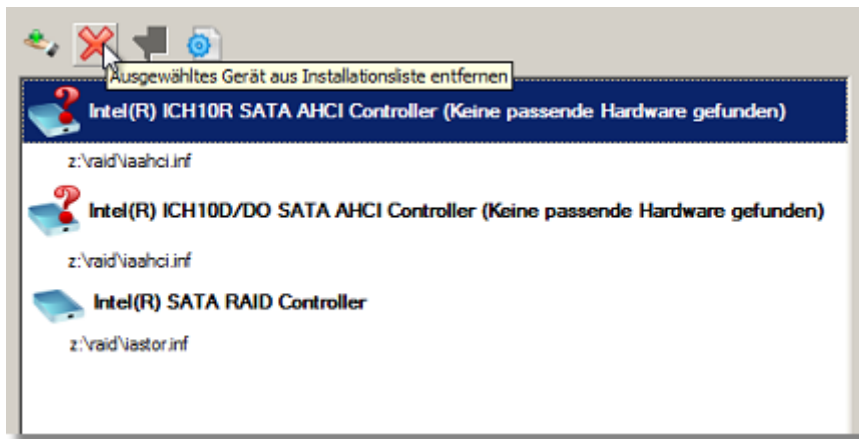 Ausgewähltes Gerät aus Installationsliste entfernen
Intel(R) ICH10R SATA AHCI Controller (Keine passende Hardware gefunden)
z:\raid\iaahci.inf
Intel(R) ICH10D/DO SATA AHCI Controller (Keine passende Hardware gefunden)
z:\raid\iaahci.inf
Intel(R) SATA RAID Controller
z:\raid\iastor.inf